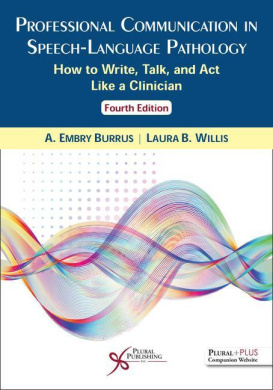 PROFESSIONAL COMMUNICATION IN
SPEECH-LANGUAGE PATHOLOGY
How to Write, Talk, and Act
Like a Clinician
Fourth Edition
A. EMBRY BURRUS | LAURA B. WILLIS
PLURAL
PUBLISHING
INC.
PLURAL+PLUS
Companion Website